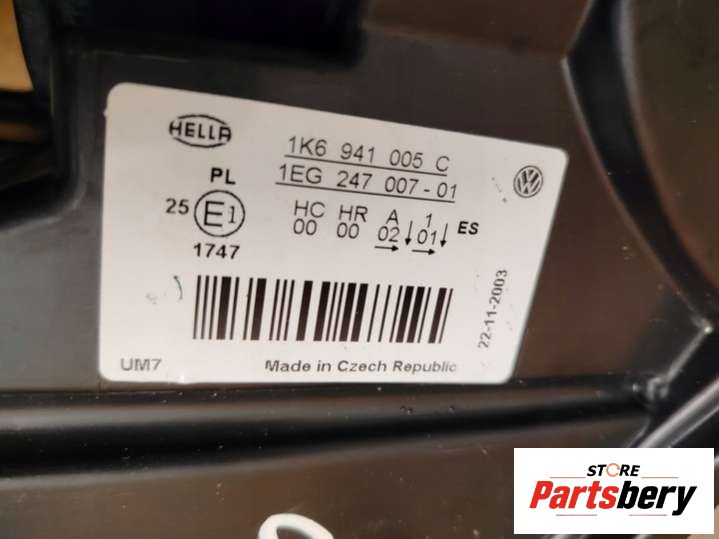 HELLA
1K6 941 005 C
1EG 247 007-01
PL
25 E1
1747
HC HR A 1
00 00 02 01 ES
22-11-2003
UM7 Made in Czech Republic
STORE
Partsbery